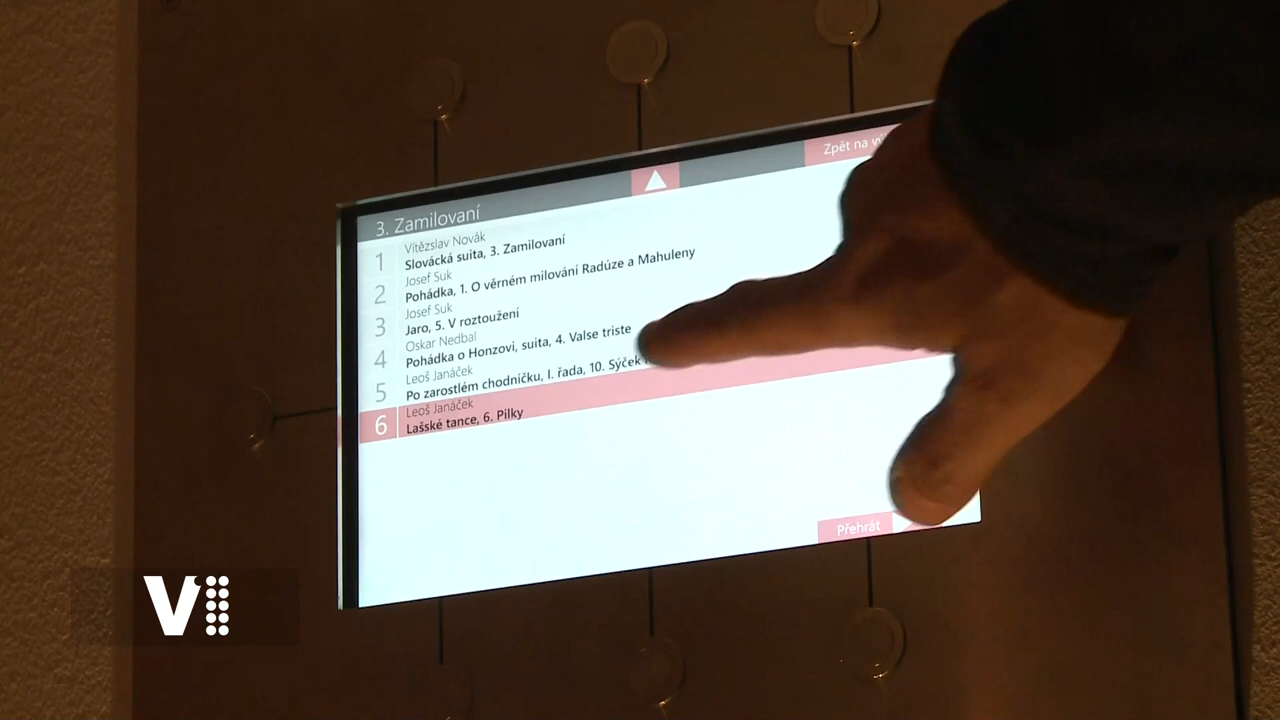 Zpět na
3. Zamilovaní
1
Vítězslav Novák
Slovácká suita, 3. Zamilovaní
2
Josef Suk
Pohádka, 1. O věrném milování Radúze a Mahuleny
3
Josef Suk
Jaro, 5. V roztoužení
4
Oskar Nedbal
Pohádka o Honzovi, suita, 4. Valse triste
5
Leoš Janáček
Po zarostlém chodníčku, I. řada, 10. Sýček
6
Leoš Janáček
Lašské tance, 6. Pilky
Přehrát
V